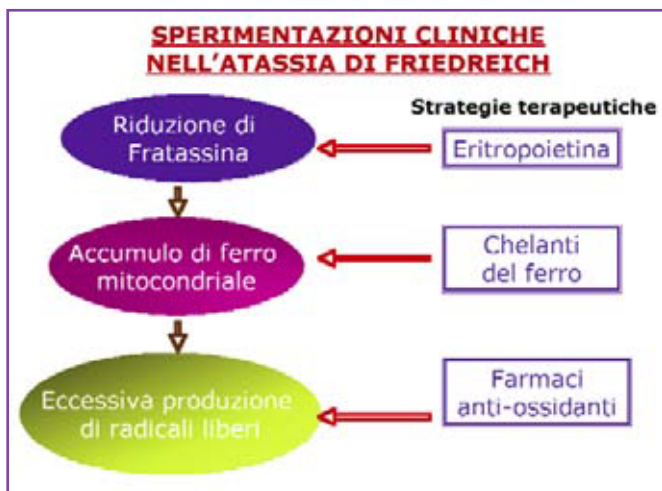 SPERIMENTAZIONI CLINICHE
NELL'ATASSIA DI FRIEDREICH
Strategie terapeutiche
Riduzione di
Fratassina
Eritropoietina
Accumulo di ferro
mitocondriale
Chelanti
del ferro
Eccessiva produzione
di radicali liberi
Farmaci
anti-ossidanti